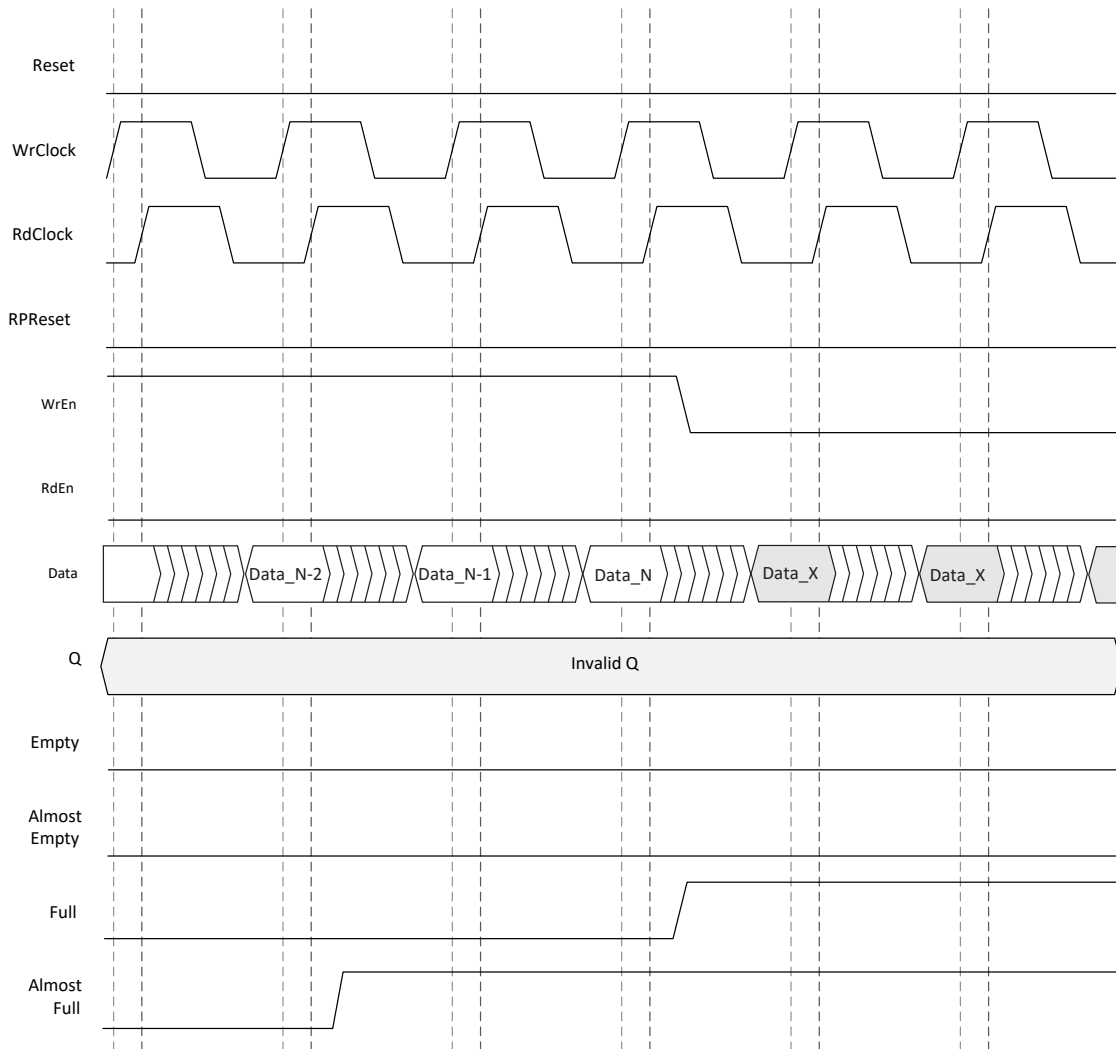 Reset
WrClock
RdClock
RPReset
WrEn
RdEn
Data
Data_N-2
Data_N-1
Data_N
Data_X
Data_X
Q
Invalid Q
Empty
Almost
Empty
Full
Almost
Full